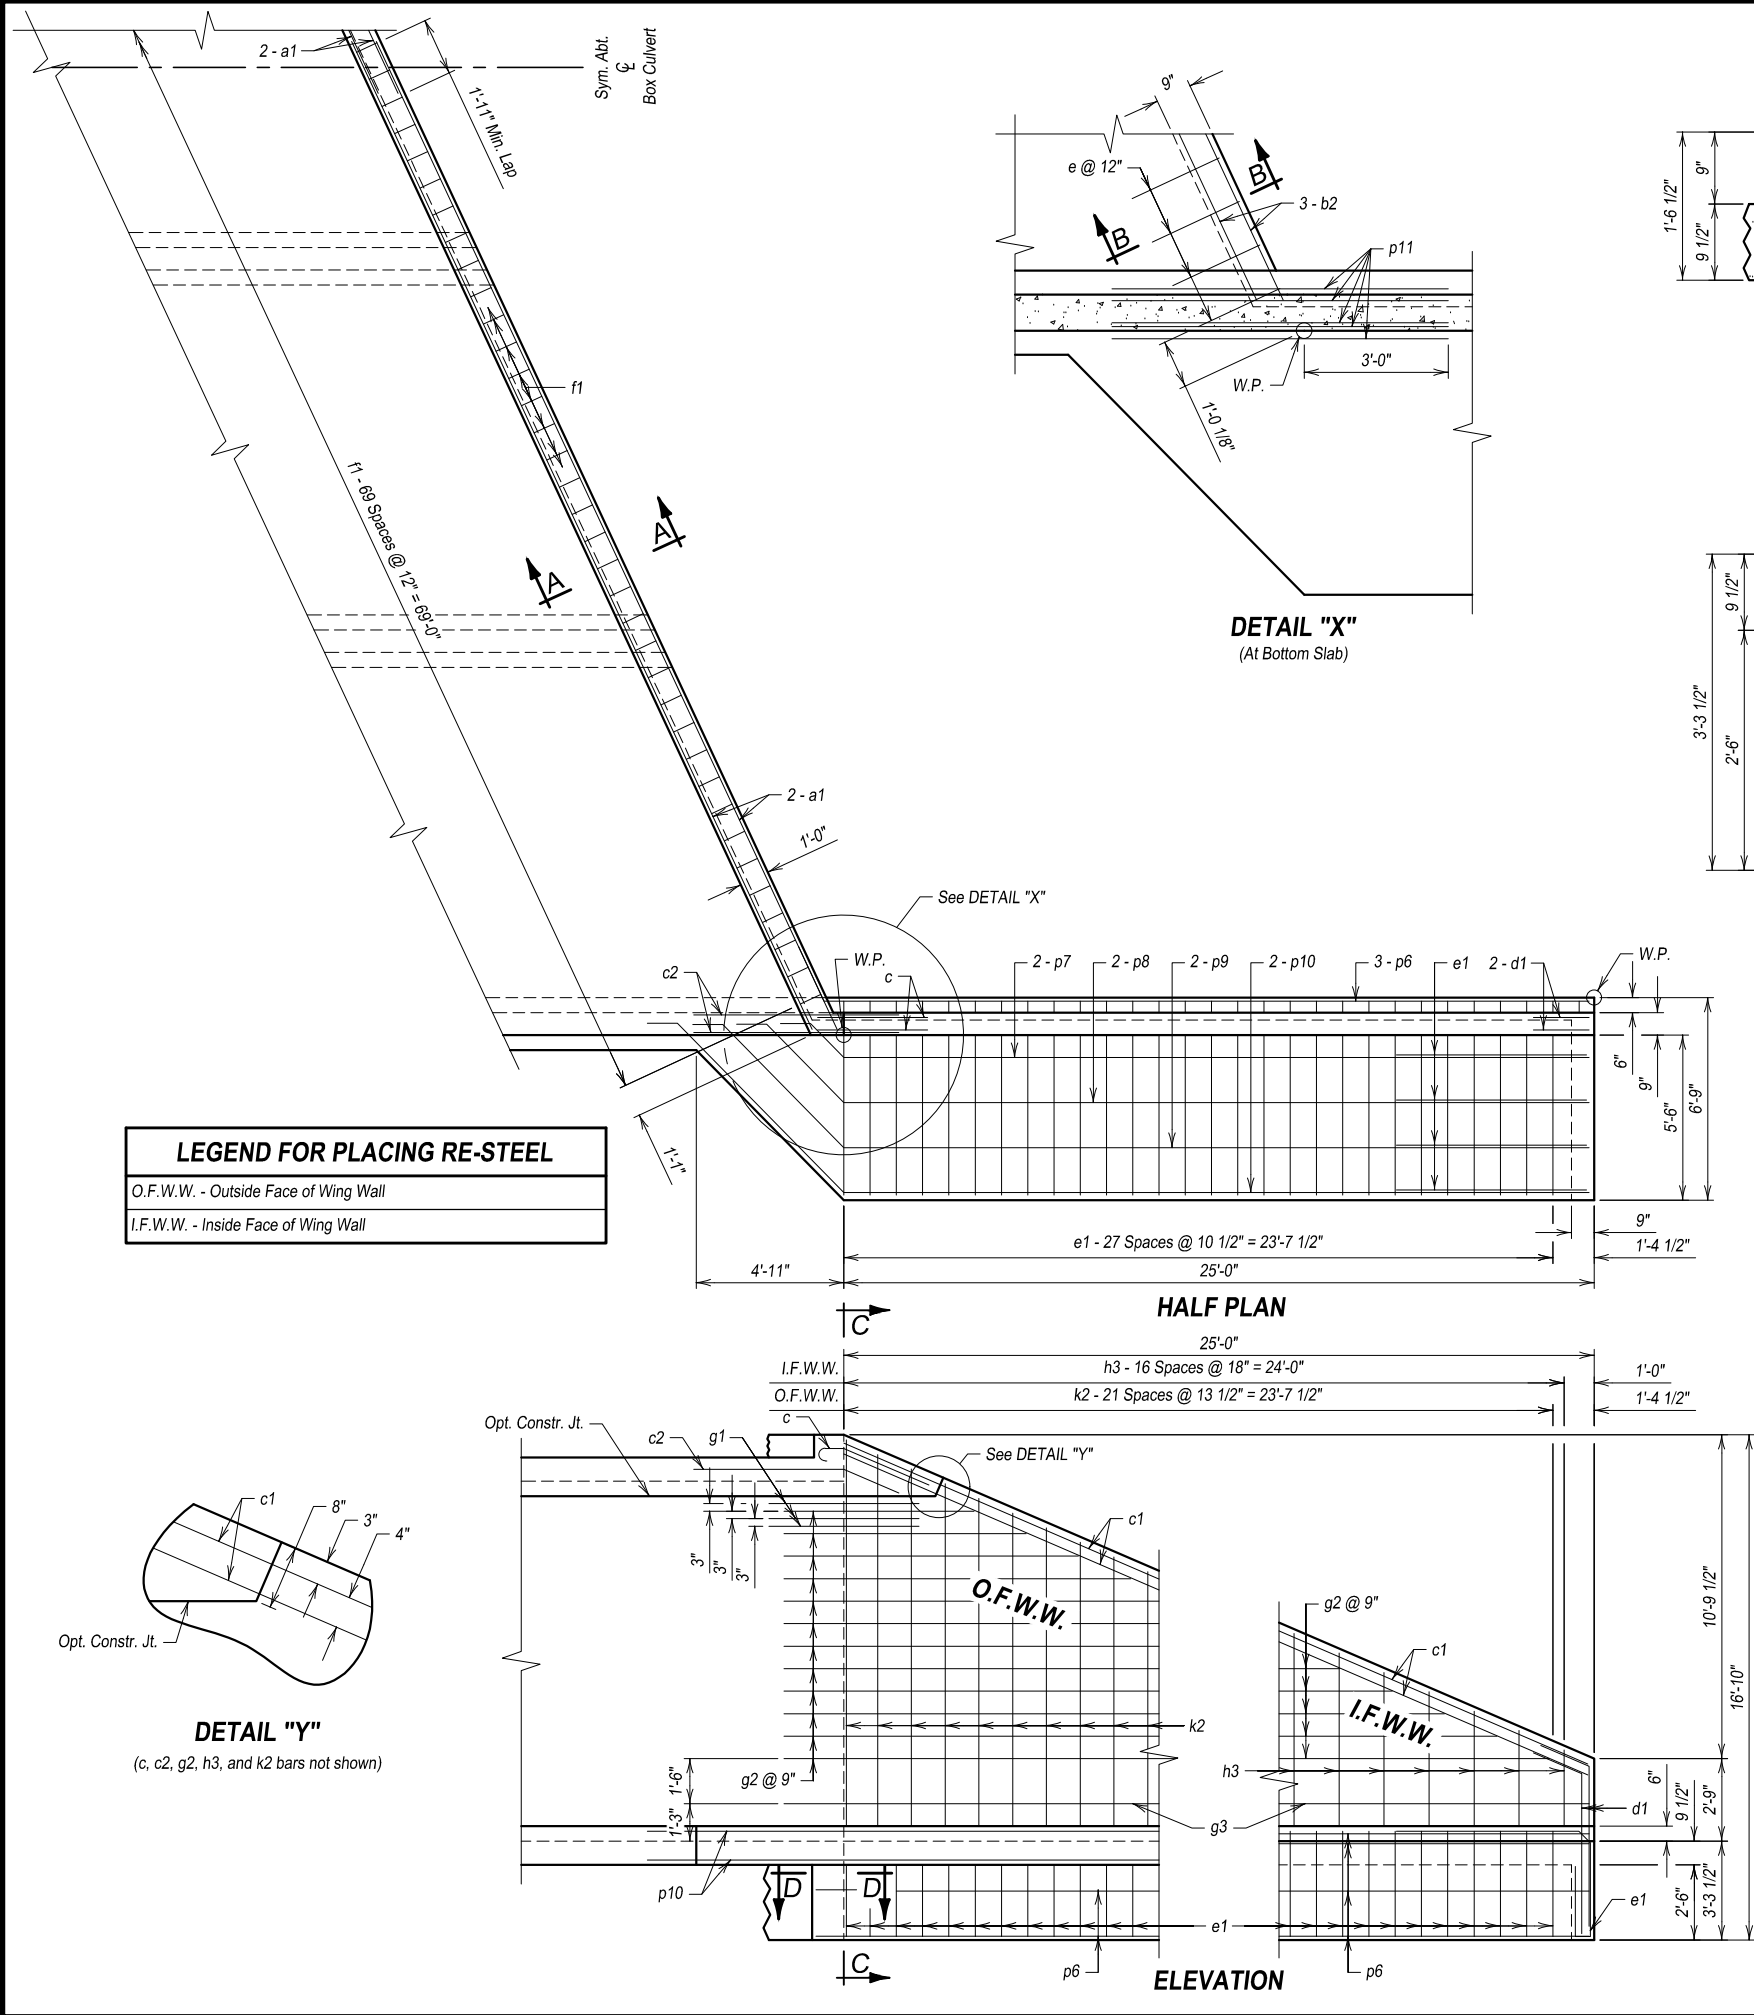 2 - a1
Sym. Abt.
℄
Box Culvert
1'-11" Min. Lap
f1
f1 - 69 Spaces @ 12" = 69'-0"
A
A
2 - a1
1'-0"
See DETAIL "X"
9"
e @ 12"
B
B
3 - b2
p11
W.P.
3'-0"
1'-0 1/8"
DETAIL "X"
(At Bottom Slab)
1'-6 1/2"
9"
9 1/2"
3'-3 1/2"
9 1/2"
2'-6"
c2
W.P.
c
2 - p7
2 - p8
2 - p9
2 - p10
3 - p6
e1
2 - d1
W.P.
6"
9"
5'-6"
6'-9"
1'-1"
LEGEND FOR PLACING RE-STEEL
O.F.W.W. - Outside Face of Wing Wall
I.F.W.W. - Inside Face of Wing Wall
9"
e1 - 27 Spaces @ 10 1/2" = 23'-7 1/2"
1'-4 1/2"
4'-11"
25'-0"
HALF PLAN
C
25'-0"
I.F.W.W.
h3 - 16 Spaces @ 18" = 24'-0"
1'-0"
O.F.W.W.
k2 - 21 Spaces @ 13 1/2" = 23'-7 1/2"
1'-4 1/2"
Opt. Constr. Jt.
c2
g1
c
See DETAIL "Y"
c1
8"
3"
4"
Opt. Constr. Jt.
DETAIL "Y"
(c, c2, g2, h3, and k2 bars not shown)
3"
3"
3"
c1
O.F.W.W.
g2 @ 9"
c1
I.F.W.W.
10'-9 1/2"
16'-10"
k2
g2 @ 9"
1'-6"
1'-3"
h3
g3
d1
6"
9 1/2"
2'-9"
p10
D
D
e1
e1
2'-6"
3'-3 1/2"
C
p6
p6
ELEVATION